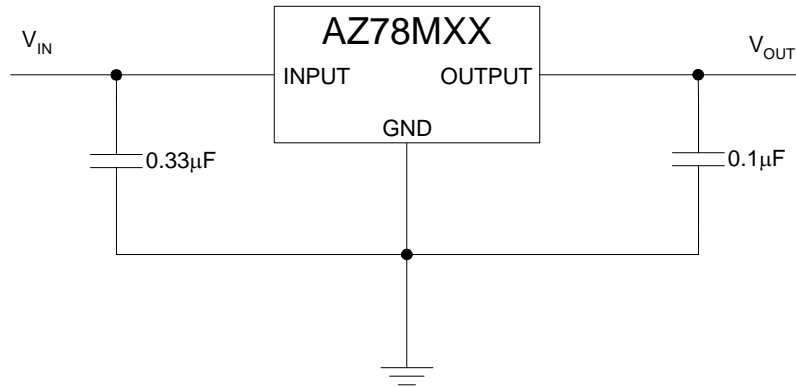 AZ78MXX
V_IN
V_OUT
INPUT
OUTPUT
GND
0.33μF
0.1μF